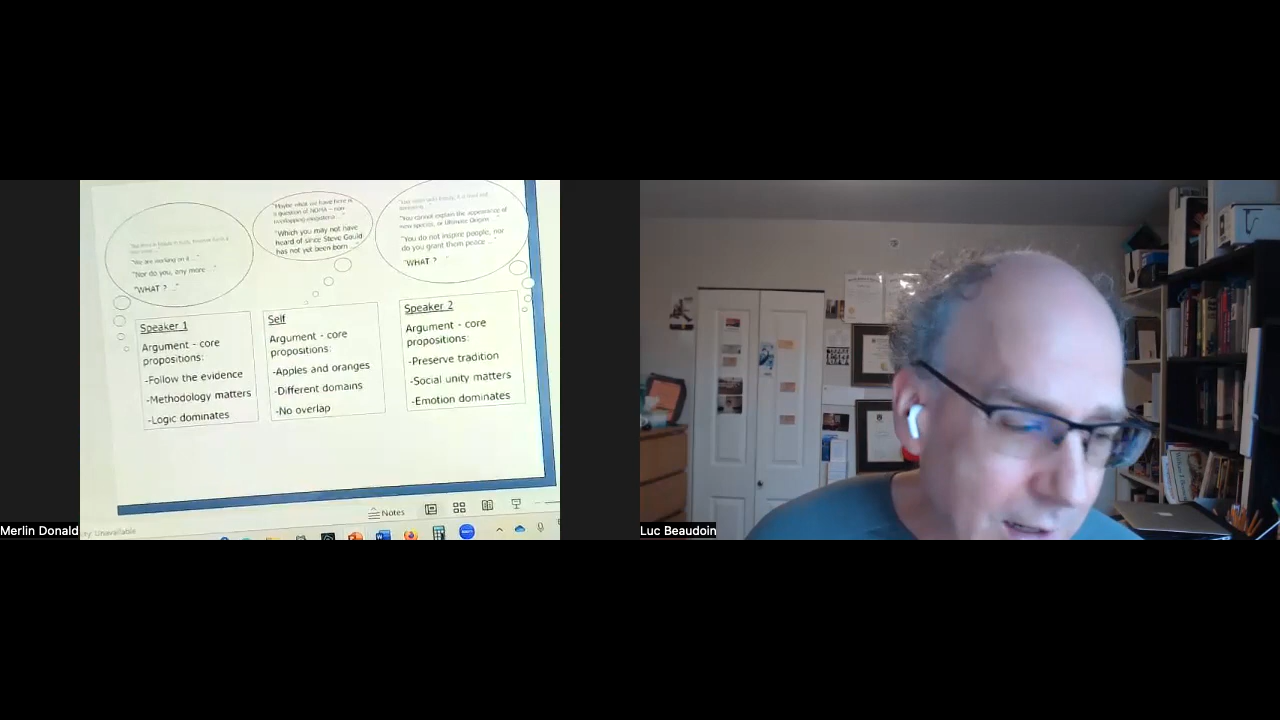 "We are working on it ..."
"Nor do you, any more ..."
"WHAT ? ..."
"Maybe what we have here is
a question of NOMA – non-
overlapping magisteria ..."
"Which you may not have
heard of since Steve Gould
has not yet been born ..."
"You cannot explain the appearance of
new species, or Ultimate Origins ..."
"You do not inspire people, nor
do you grant them peace ..."
"WHAT ? ..."
Speaker 1
Argument - core
propositions:
-Follow the evidence
-Methodology matters
-Logic dominates
Self
Argument - core
propositions:
-Apples and oranges
-Different domains
-No overlap
Speaker 2
Argument - core
propositions:
-Preserve tradition
-Social unity matters
-Emotion dominates
Notes
Unavailable
Merlin Donald
Luc Beaudoin